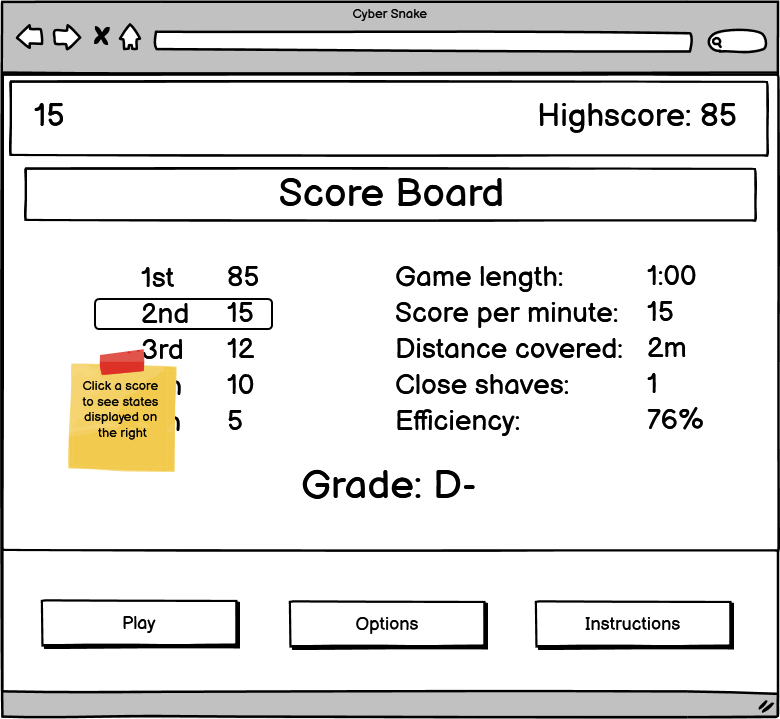 Cyber Snake
15 Highscore: 85
Score Board
1st 85
2nd 15
3rd 12
10
5
Click a score
to see states
displayed on
the right
Game length: 1:00
Score per minute: 15
Distance covered: 2m
Close shaves: 1
Efficiency: 76%
Grade: D-
Play Options Instructions